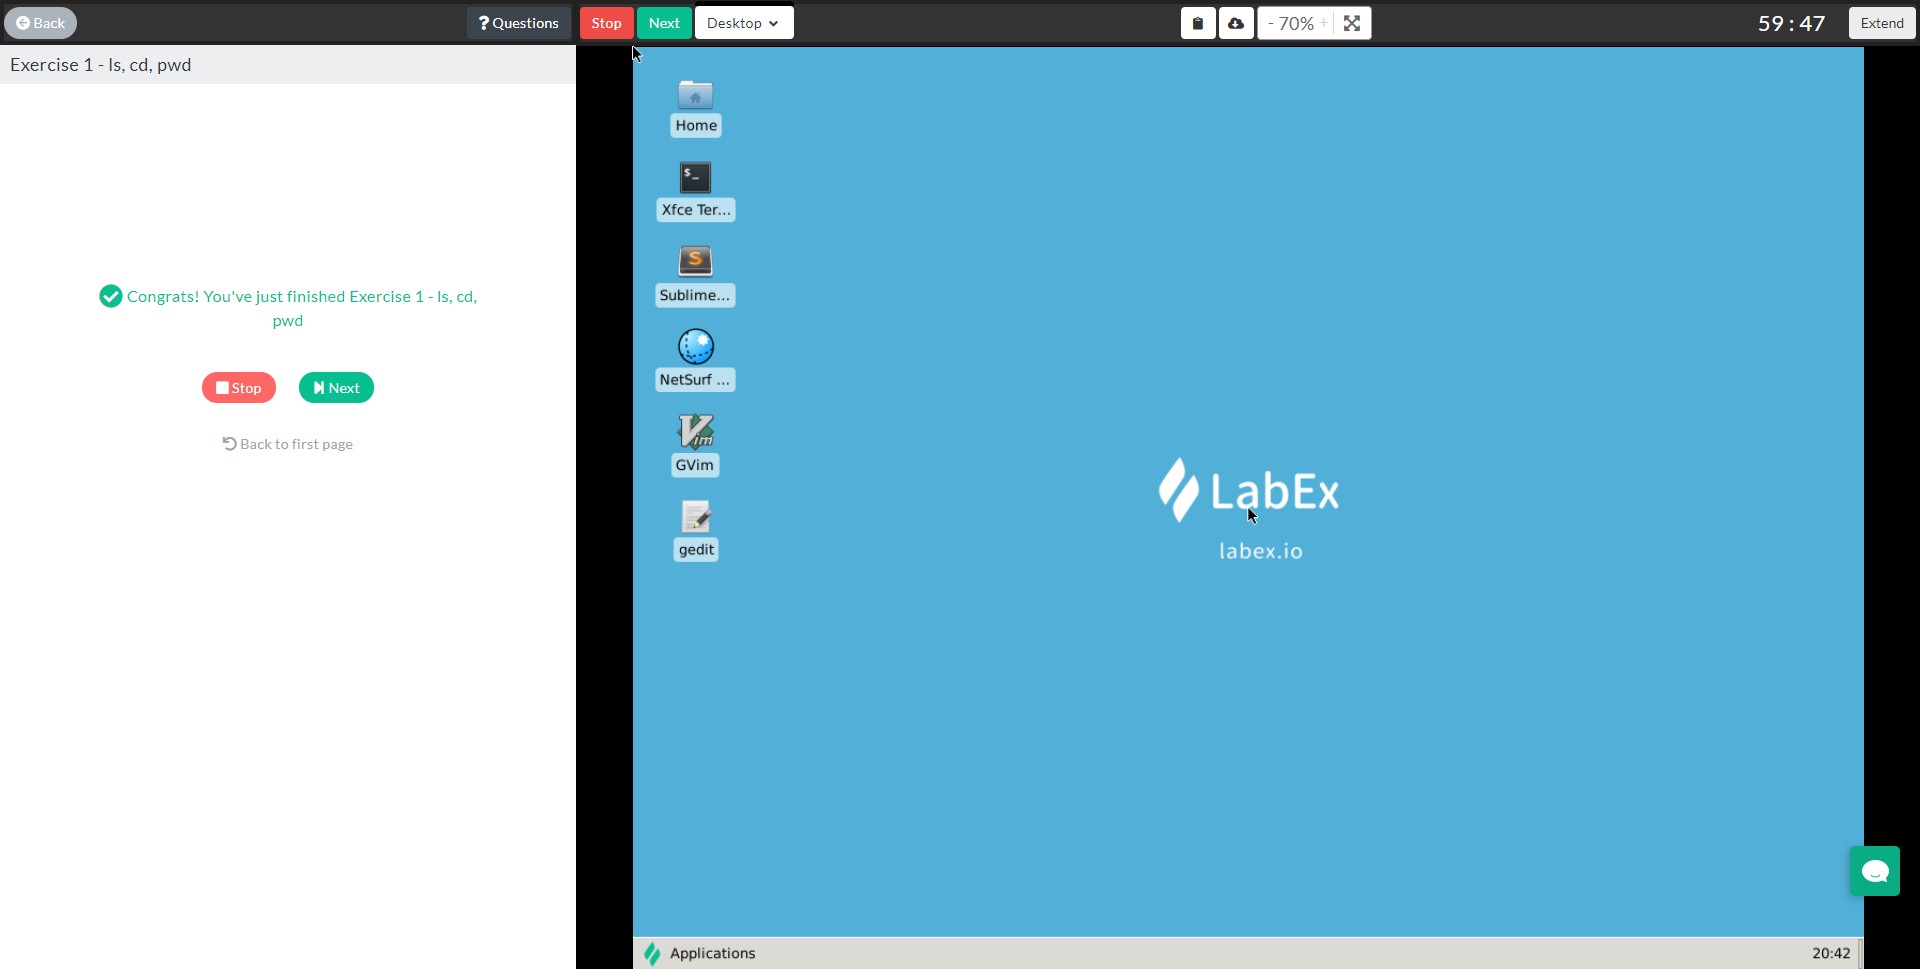 Back
? Questions
Stop
Next
Desktop
- 70% +
59 : 47
Extend
Exercise 1 - ls, cd, pwd
Congrats! You've just finished Exercise 1 - ls, cd,
pwd
Stop
Next
Back to first page
Home
$_
Xfce Ter...
S
Sublime...
NetSurf ...
Vim
GVim
gedit
LabEx
labex.io
Applications
20:42